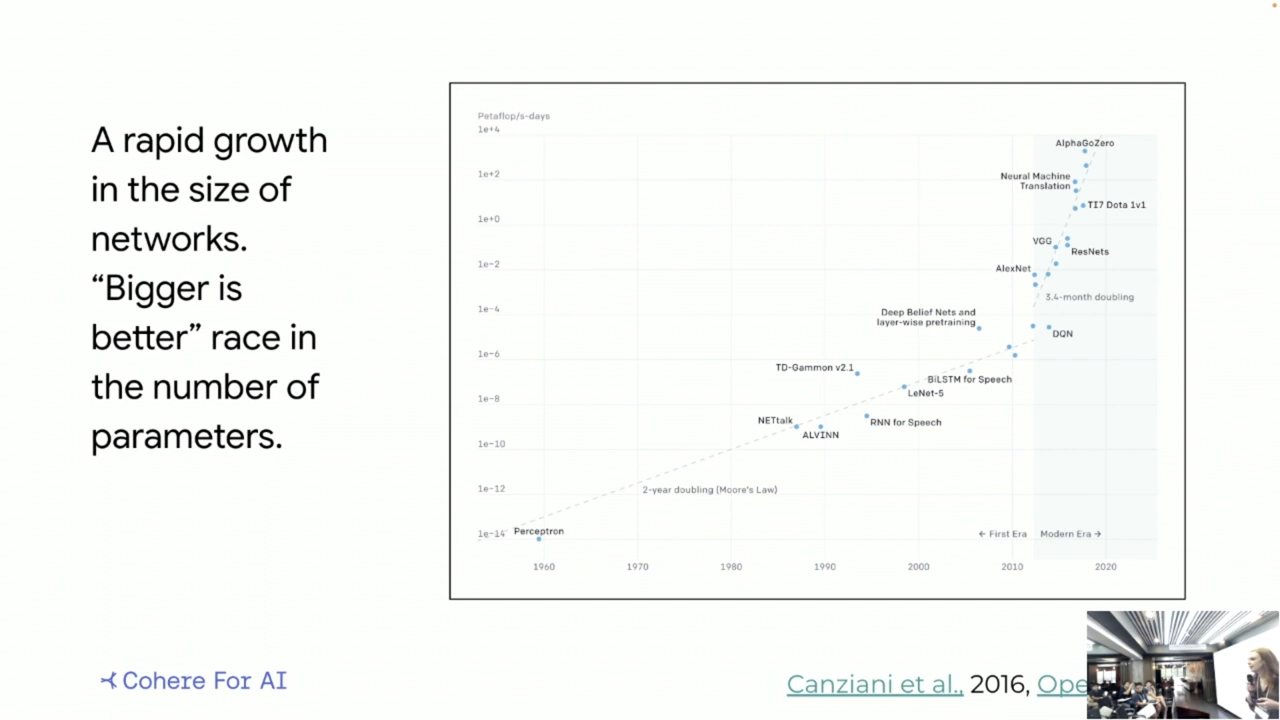 A rapid growth
in the size of
networks.
“Bigger is
better” race in
the number of
parameters.
Petaflop/s-days
1e+4
1e+2
1e+0
1e-2
1e-4
1e-6
1e-8
1e-10
1e-12
1e-14
AlphaGoZero
Neural Machine
Translation
TI7 Dota 1v1
VGG
ResNets
AlexNet
3.4-month doubling
Deep Belief Nets and
layer-wise pretraining
DQN
TD-Gammon v2.1
BiLSTM for Speech
LeNet-5
NETtalk
ALVINN
RNN for Speech
2-year doubling (Moore's Law)
Perceptron
← First Era
Modern Era →
1960 1970 1980 1990 2000 2010 2020
Cohere For AI
Canziani et al., 2016,